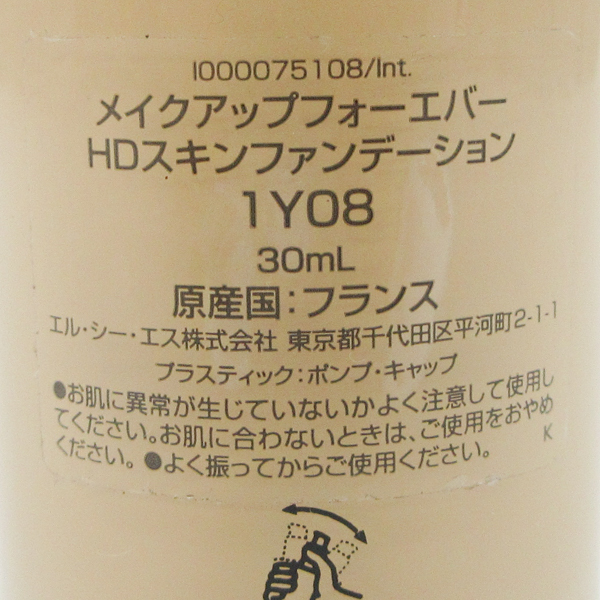 I000075108/Int.
メイクアップフォーエバー
HDスキンファンデーション
1Y08
30mL
原産国：フランス
エル・シー・エス株式会社 東京都千代田区平河町2-1-1
プラスティック：ポンプ・キャップ
●お肌に異常が生じていないかよく注意して使用し
てください。お肌に合わないときは、ご使用をおやめ
ください。 ●よく振ってからご使用ください。 K